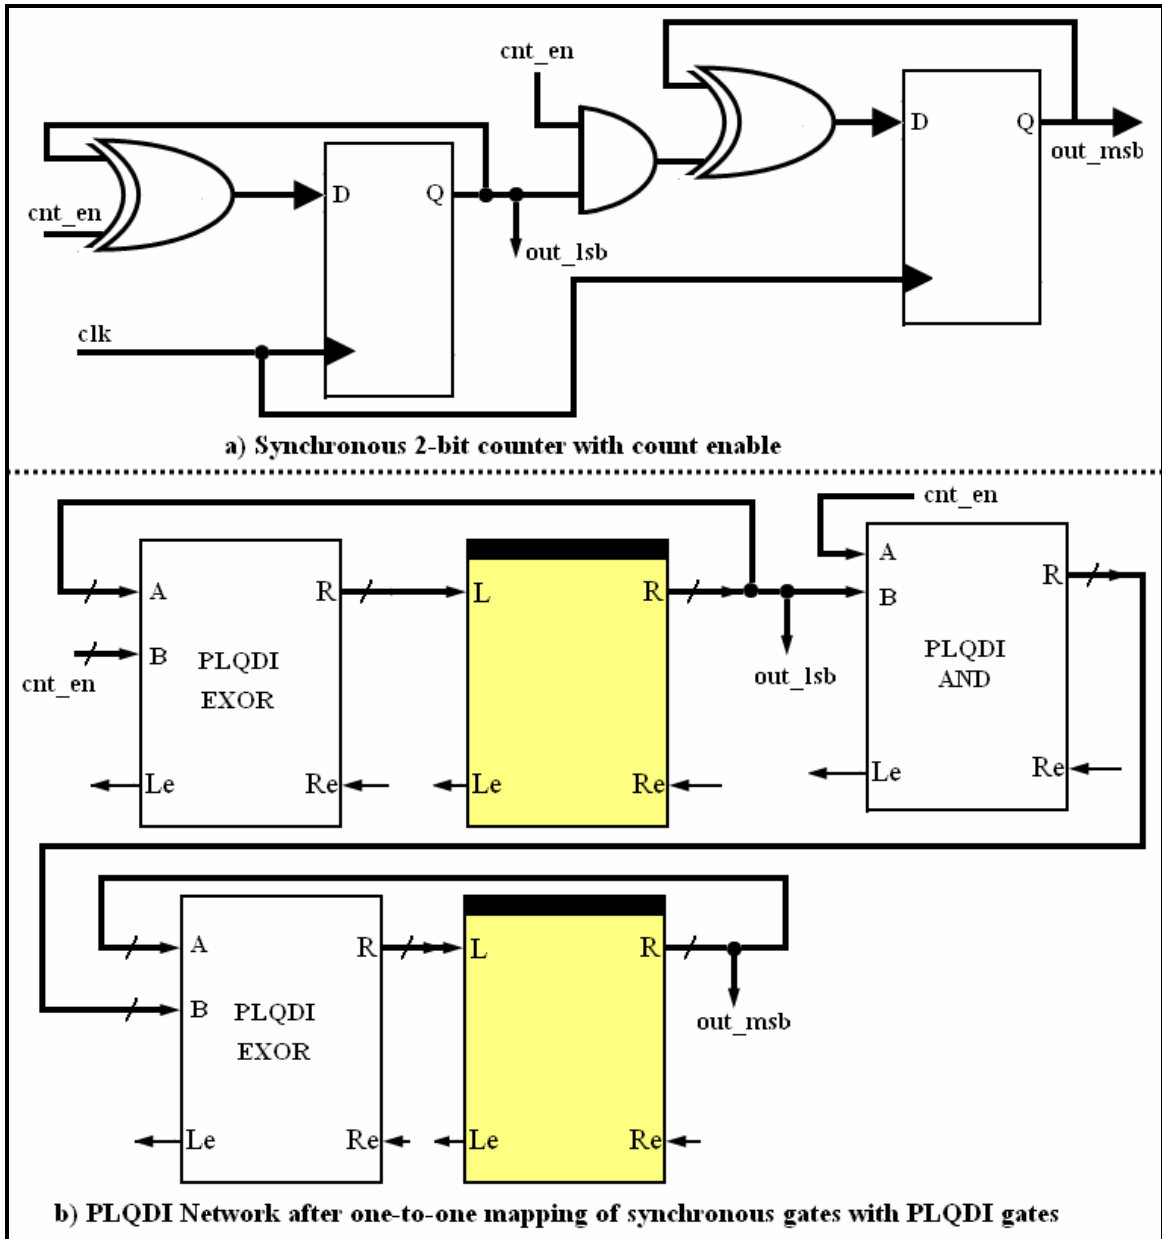 cnt_en
D
Q
out_msb
cnt_en
D
Q
out_lsb
clk
a) Synchronous 2-bit counter with count enable
cnt_en
A
B
R
PLQDI
AND
Le
Re
A
B
R
PLQDI
EXOR
cnt_en
Le
Re
L
R
Le
Re
out_lsb
A
B
R
PLQDI
EXOR
Le
Re
L
R
Le
Re
out_msb
b) PLQDI Network after one-to-one mapping of synchronous gates with PLQDI gates